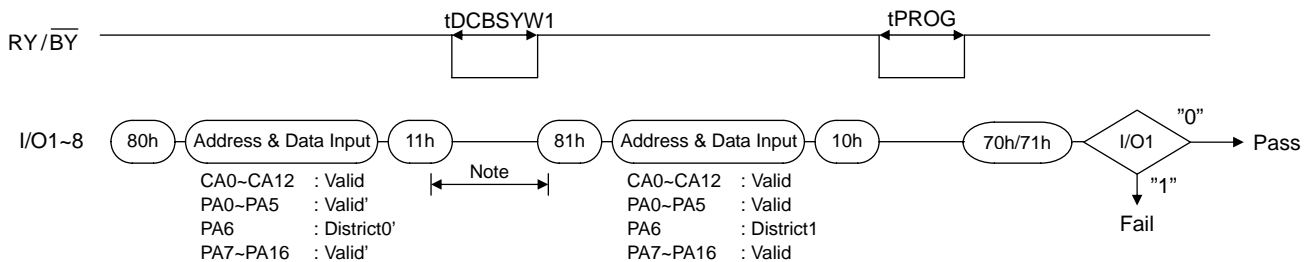 tDCBSYW1 tPROG
RY/BY
I/O1~8 80h Address & Data Input 11h 81h Address & Data Input 10h 70h/71h I/O1 "0" Pass
Note "1"
CA0~CA12 : Valid CA0~CA12 : Valid
PA0~PA5 : Valid' PA0~PA5 : Valid
PA6 : District0' PA6 : District1
PA7~PA16 : Valid' PA7~PA16 : Valid
Fail